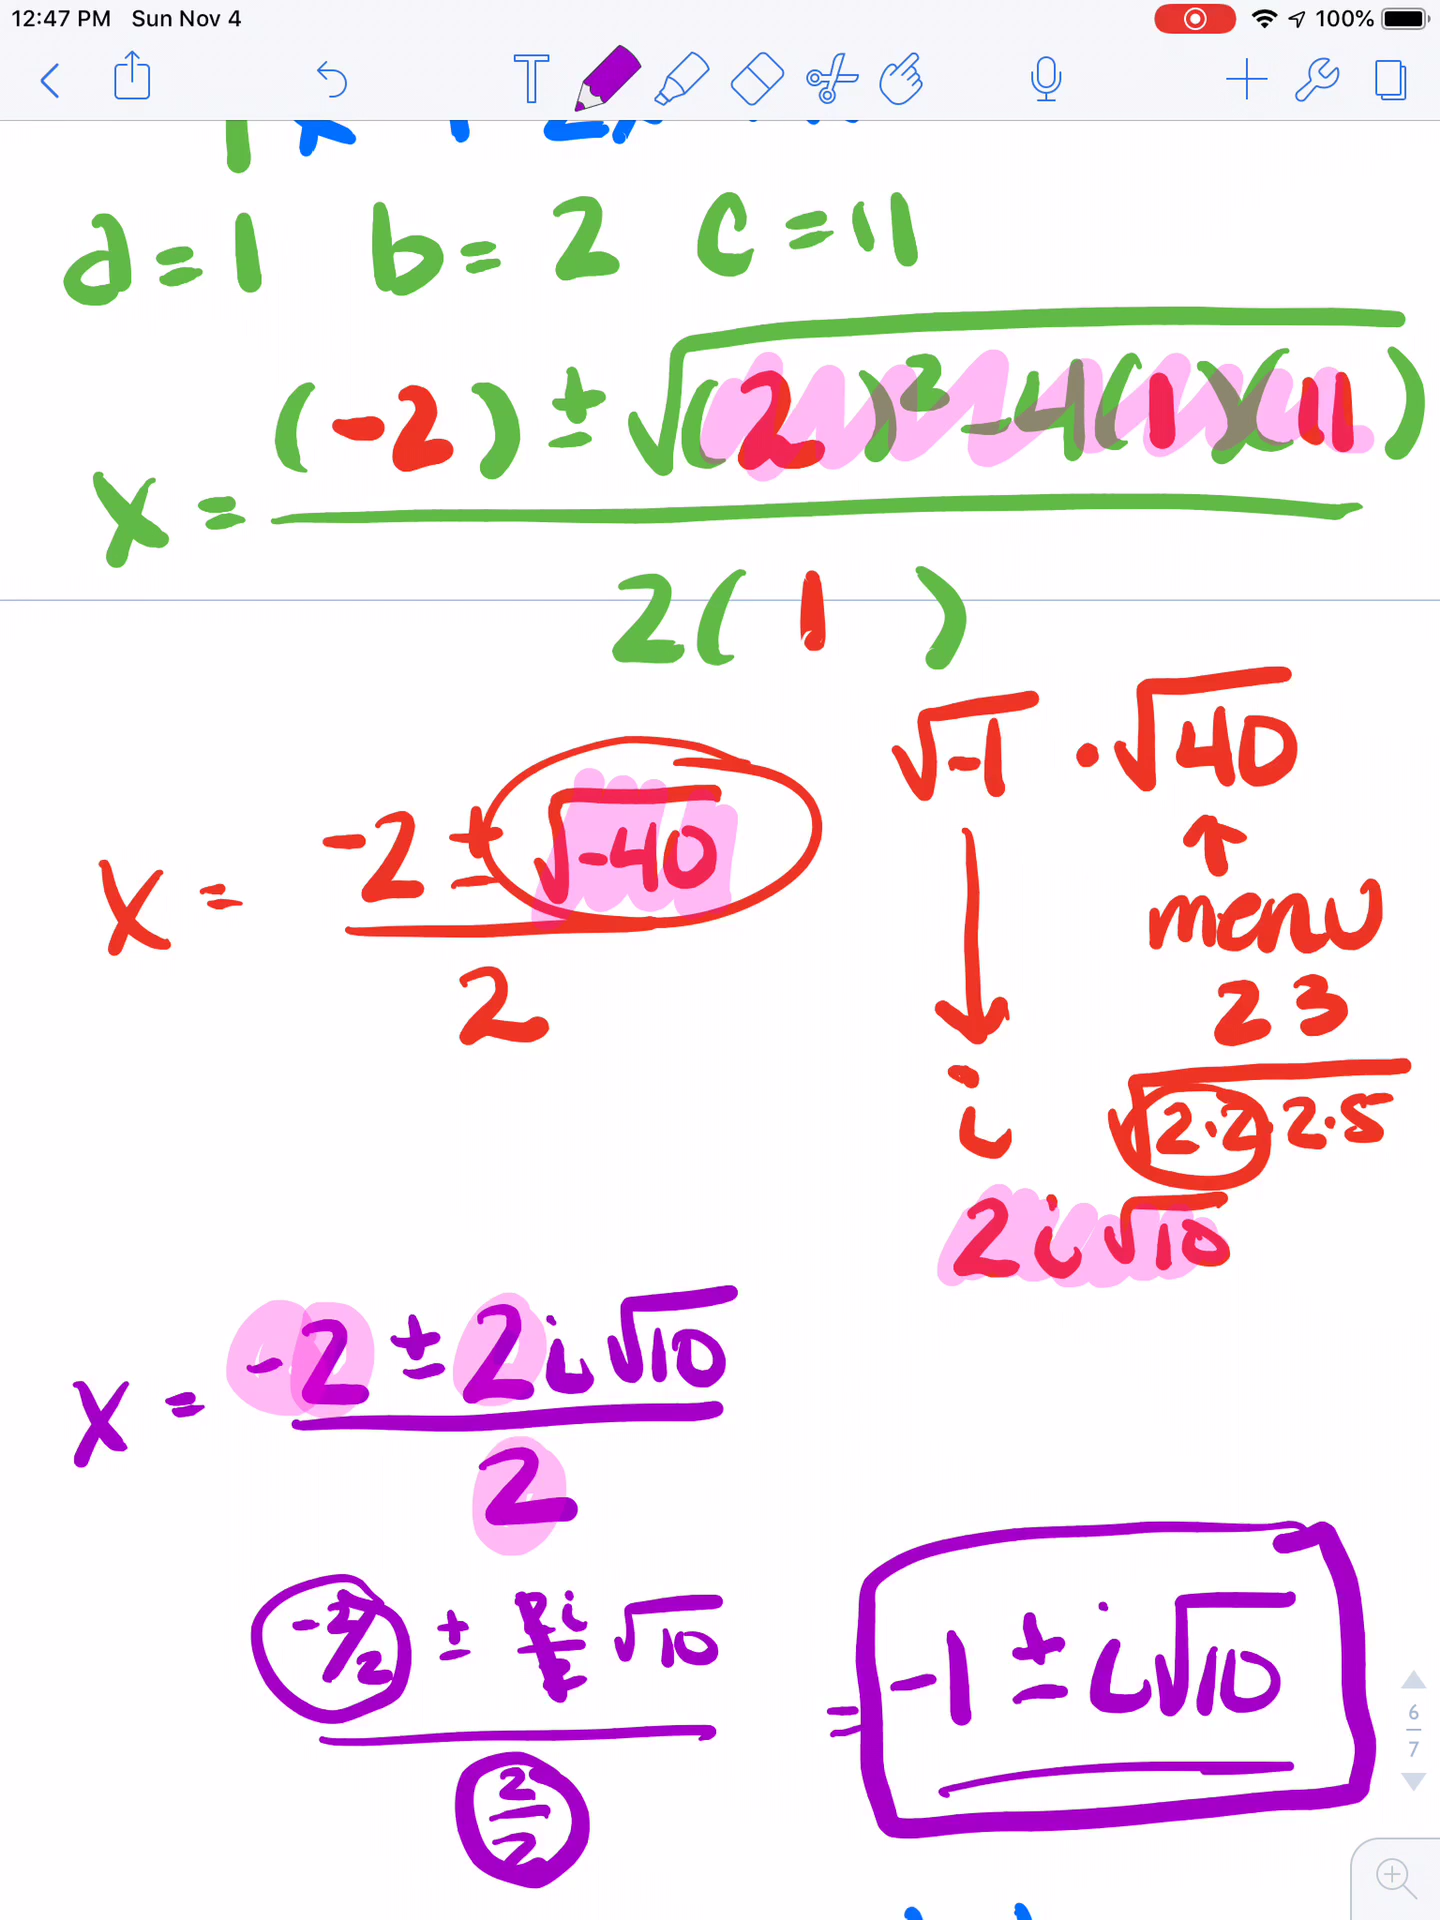 12:47 PM Sun Nov 4 100%
T
a=1 b=2 c=11
x = (-2) ± √(2)²-4(1)(11)
2(1)
√-1 · √40
x = -2 ± √-40
2
menu
2 3
i √2·2·2·5
2i√10
x = -2 ± 2i√10
2
-2/2 ± 2i/2 √10 = -1 ± i√10
2/2
6
7